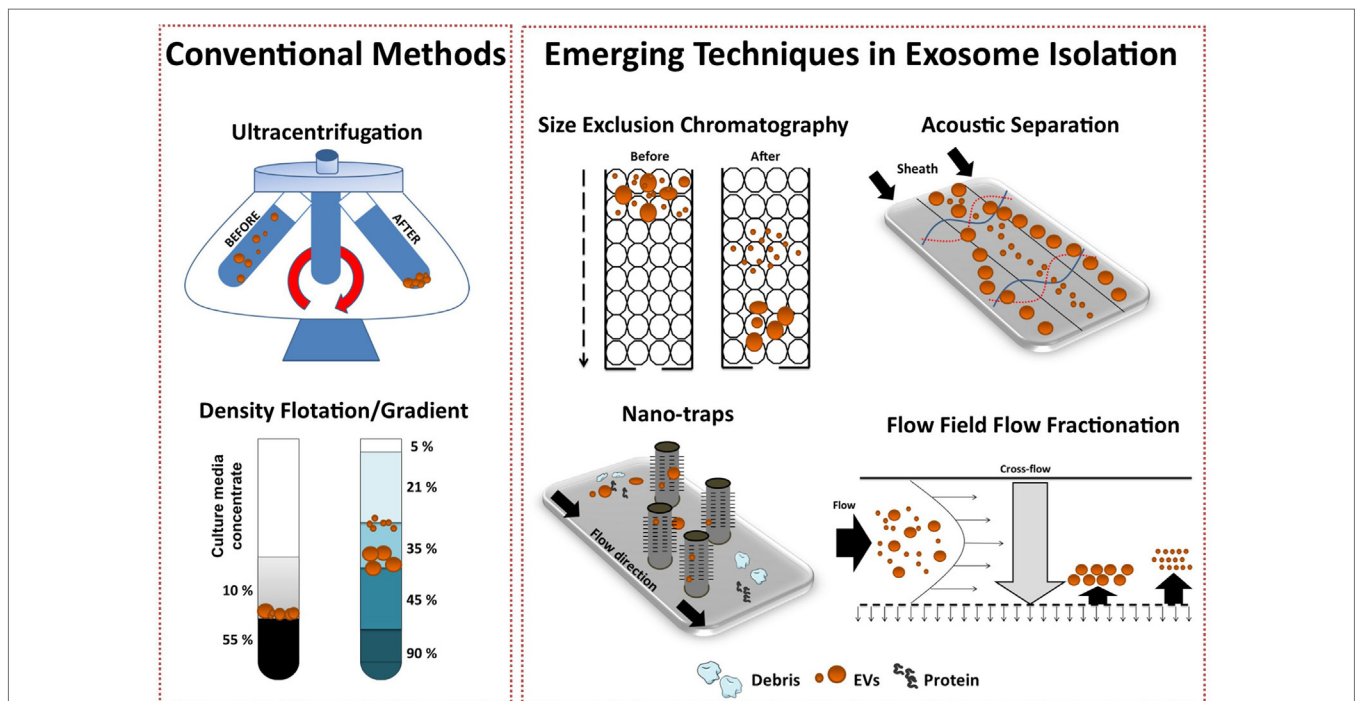 Conventional Methods
Ultracentrifugation
BEFORE
AFTER
Density Flotation/Gradient
Culture media
concentrate
10 %
55 %
5 %
21 %
35 %
45 %
90 %
Emerging Techniques in Exosome Isolation
Size Exclusion Chromatography
Before
After
Acoustic Separation
Sheath
Nano-traps
Flow direction
Flow Field Flow Fractionation
Cross-flow
Flow
Debris
EVs
Protein